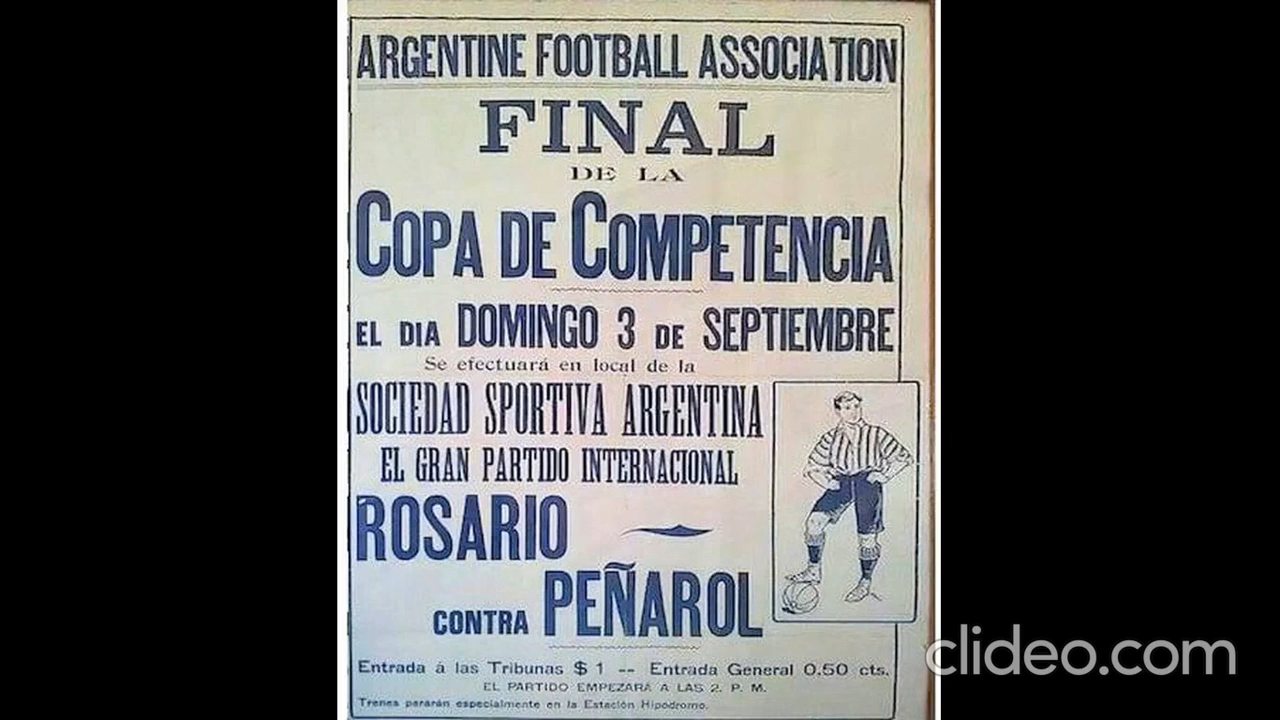 ARGENTINE FOOTBALL ASSOCIATION
FINAL
DE LA
COPA DE COMPETENCIA
EL DIA DOMINGO 3 DE SEPTIEMBRE
Se efectuará en local de la
SOCIEDAD SPORTIVA ARGENTINA
EL GRAN PARTIDO INTERNACIONAL
ROSARIO
CONTRA PEÑAROL
Entrada á las Tribunas $ 1 -- Entrada General 0.50 cts.
EL PARTIDO EMPEZARÁ A LAS 2. P. M.
Trenes pararán especialmente en la Estación Hipodromo.
clideo.com